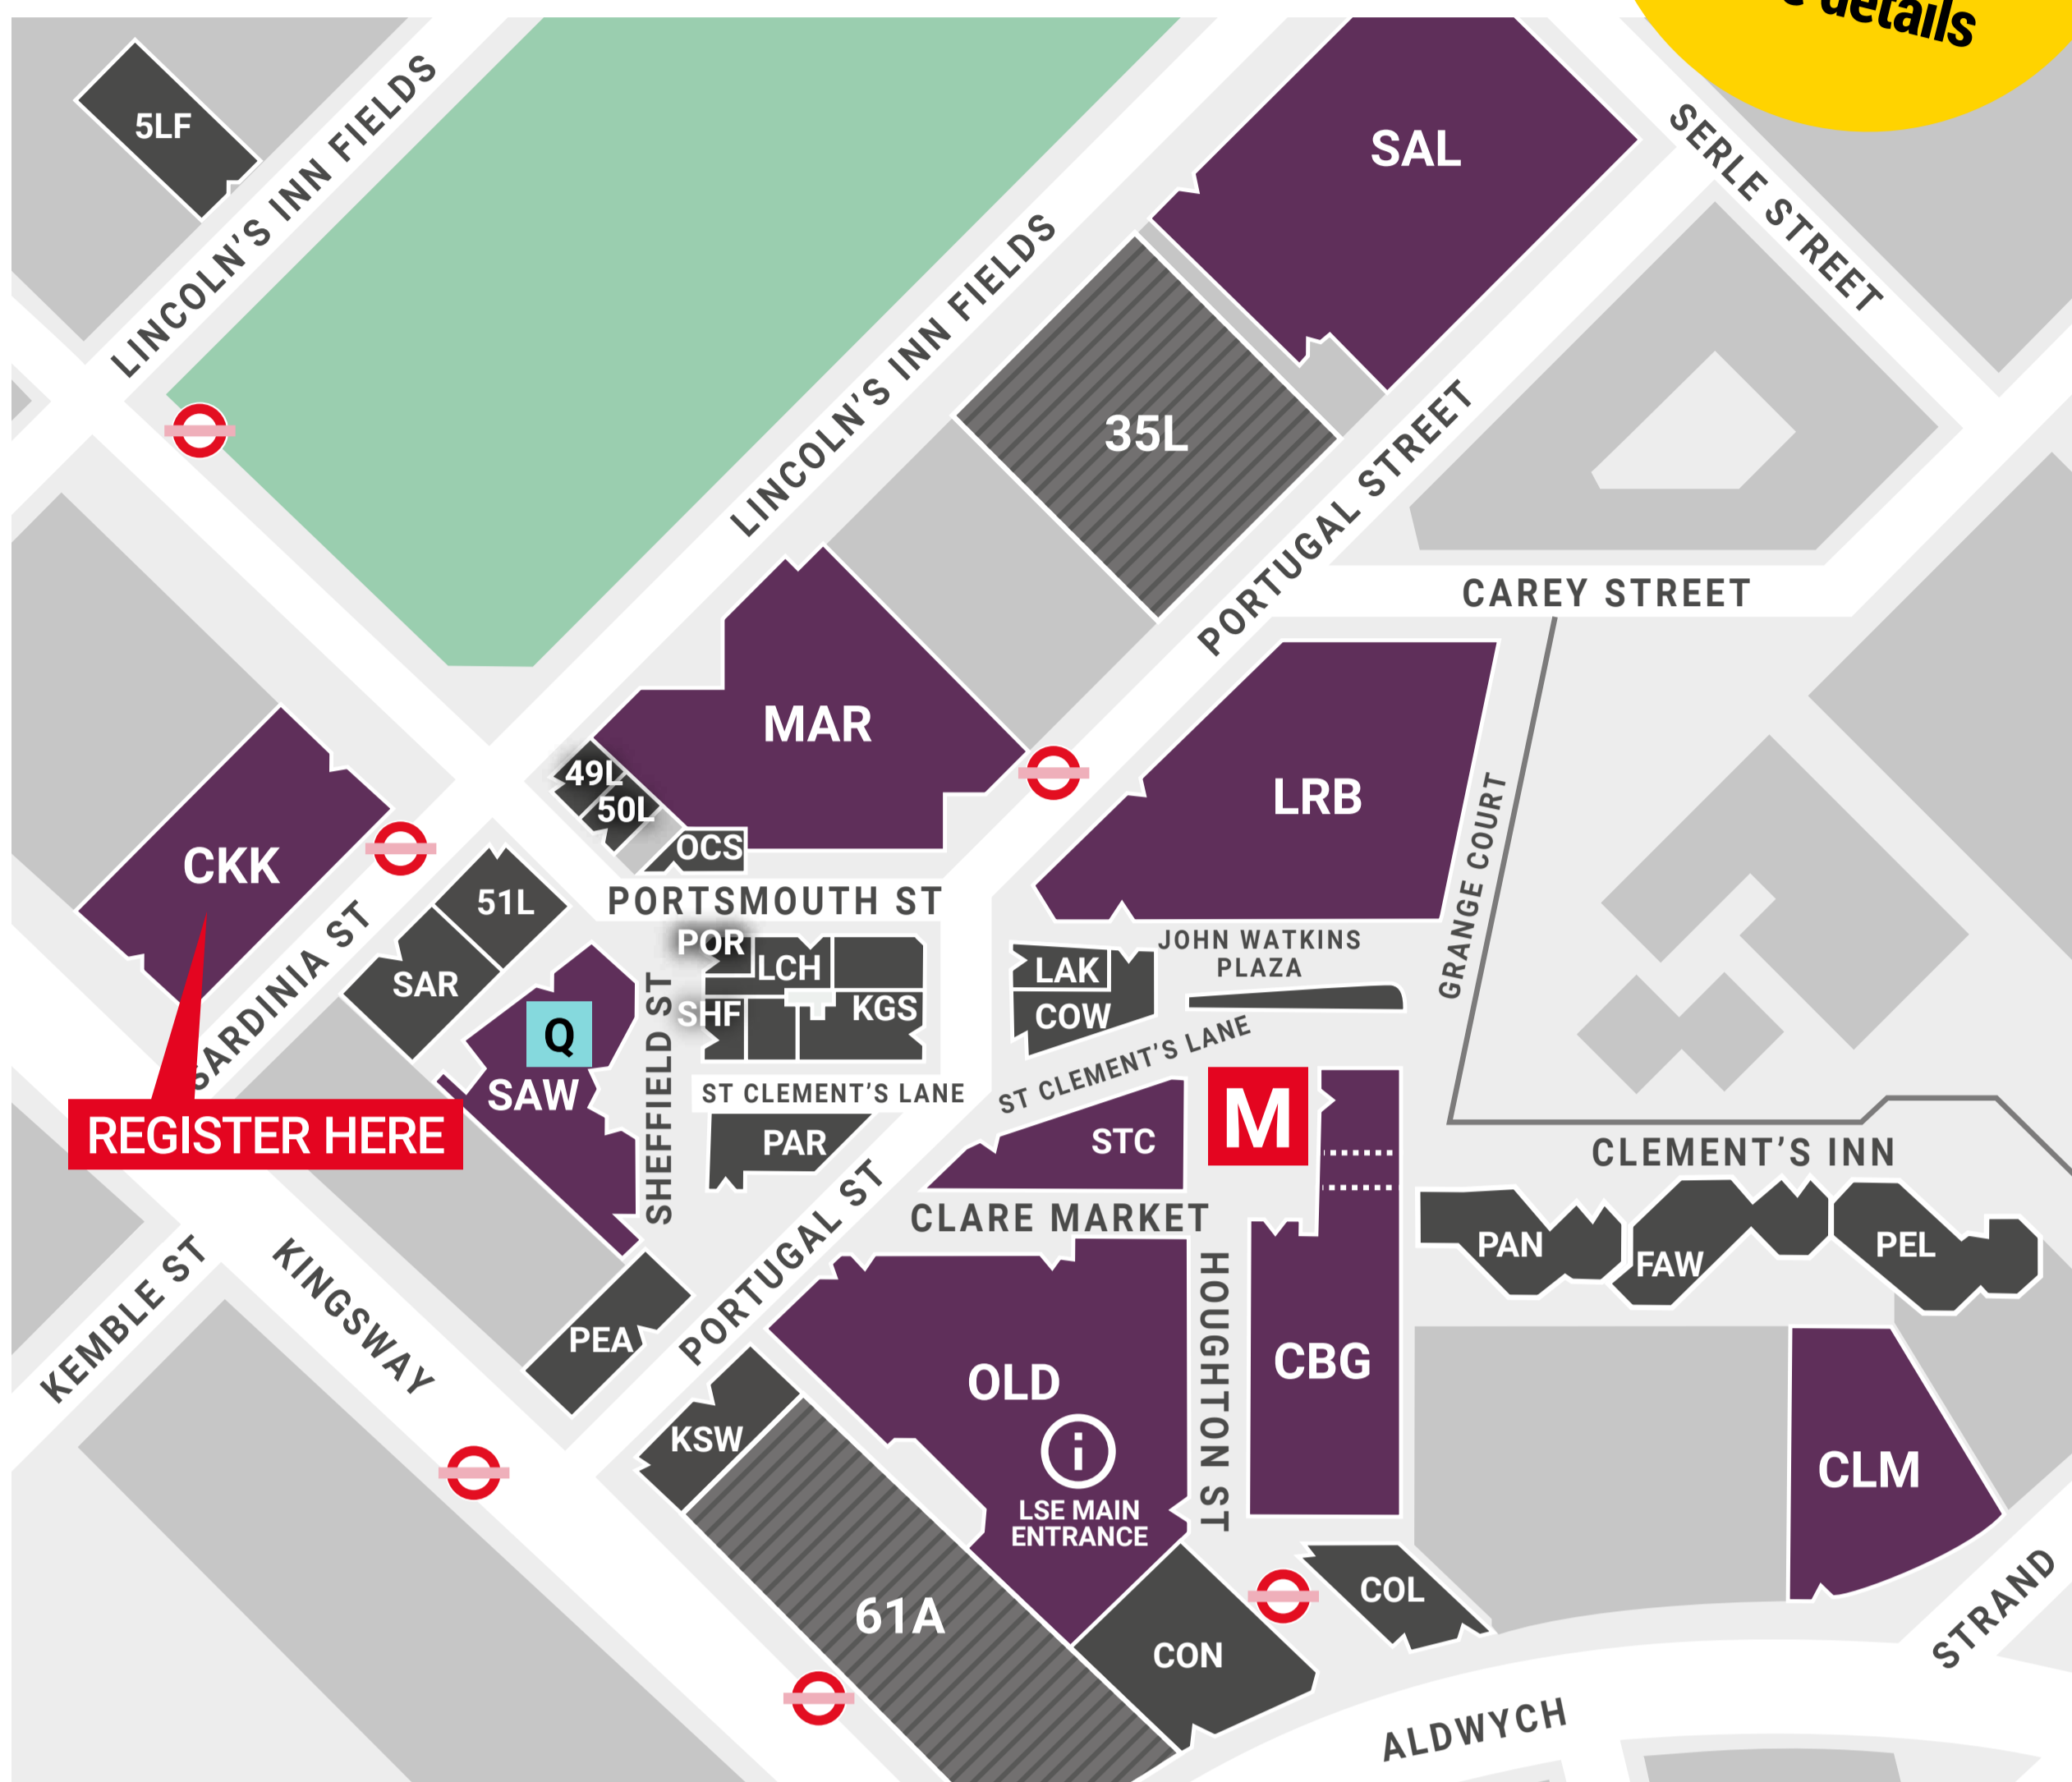 details
5LF
LINCOLN'S INN FIELDS
SAL
SERLE STREET
LINCOLN'S INN FIELDS
35L
PORTUGAL STREET
CAREY STREET
MAR
49L
50L
OCS
LRB
GRANGE COURT
CKK
51L
SAR
SARDINIA ST
PORTSMOUTH ST
POR
LCH
SHF
KGS
LAK
COW
JOHN WATKINS
PLAZA
ST CLEMENT'S LANE
Q
SAW
SHEFFIELD ST
ST CLEMENT'S LANE
REGISTER HERE
PAR
STC
M
CLARE MARKET
CLEMENT'S INN
PAN
FAW
PEL
KEMBLE ST
KINGSWAY
PEA
PORTUGAL ST
KSW
OLD
i
LSE MAIN
ENTRANCE
HOUGHTON ST
CBG
CLM
61A
CON
COL
STRAND
ALDWYCH